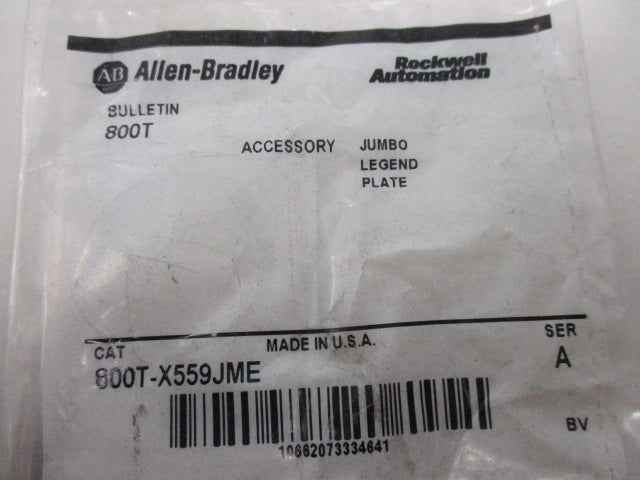 AB Allen-Bradley
Rockwell
Automation
BULLETIN
800T
ACCESSORY JUMBO
LEGEND
PLATE
MADE IN U.S.A.
CAT
SER
800T-X559JME
A
10662073334641
BV